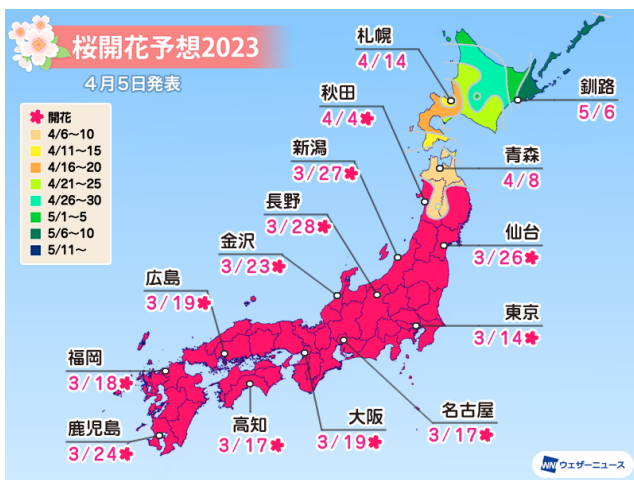 桜開花予想2023
4月5日発表
開花
4/6〜10
4/11〜15
4/16〜20
4/21〜25
4/26〜30
5/1〜5
5/6〜10
5/11〜
札幌
4/14
釧路
5/6
秋田
4/4
青森
4/8
新潟
3/27
長野
3/28
仙台
3/26
金沢
3/23
広島
3/19
東京
3/14
福岡
3/18
名古屋
3/17
大阪
3/19
高知
3/17
鹿児島
3/24
WNI ウェザーニュース